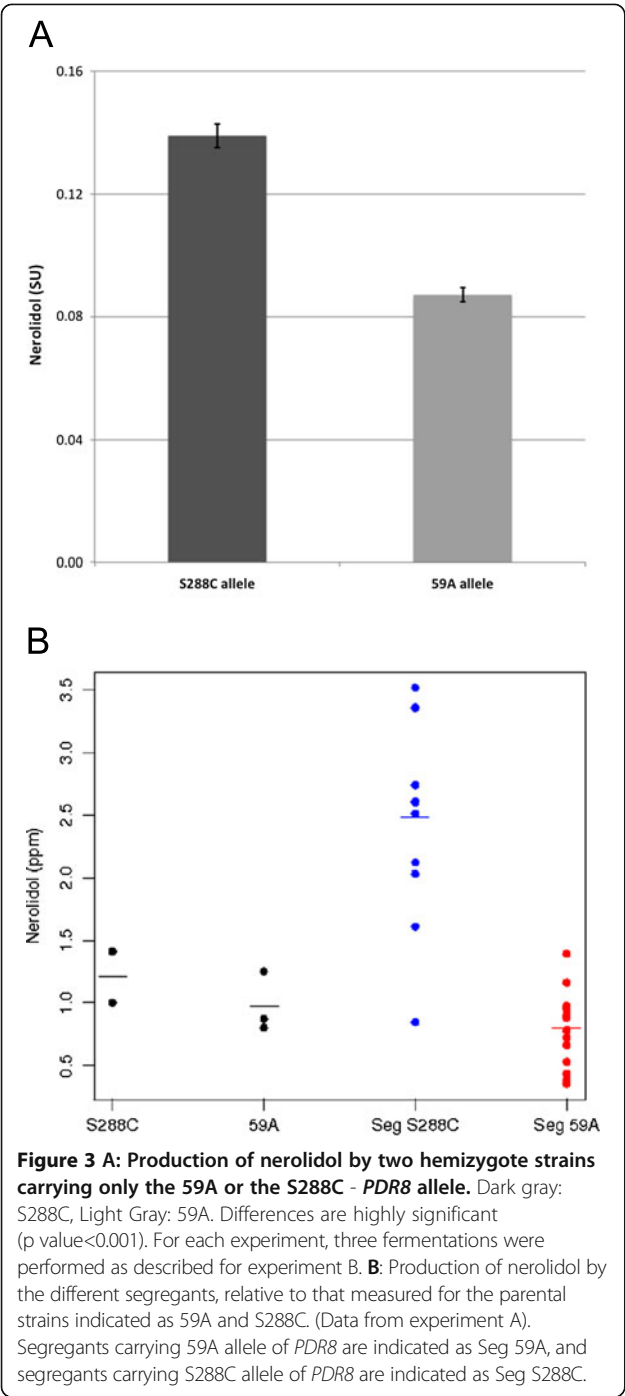 A
0.16
0.12
0.08
0.04
0.00
Nerolidol (SU)
S288C allele
59A allele
B
3.5
3.0
2.5
2.0
1.5
1.0
0.5
Nerolidol (ppm)
S288C
59A
Seg S288C
Seg 59A
Figure 3 A: Production of nerolidol by two hemizygote strains
carrying only the 59A or the S288C - PDR8 allele. Dark gray:
S288C, Light Gray: 59A. Differences are highly significant
(p value<0.001). For each experiment, three fermentations were
performed as described for experiment B. B: Production of nerolidol by
the different segregants, relative to that measured for the parental
strains indicated as 59A and S288C. (Data from experiment A).
Segregants carrying 59A allele of PDR8 are indicated as Seg 59A, and
segregants carrying S288C allele of PDR8 are indicated as Seg S288C.